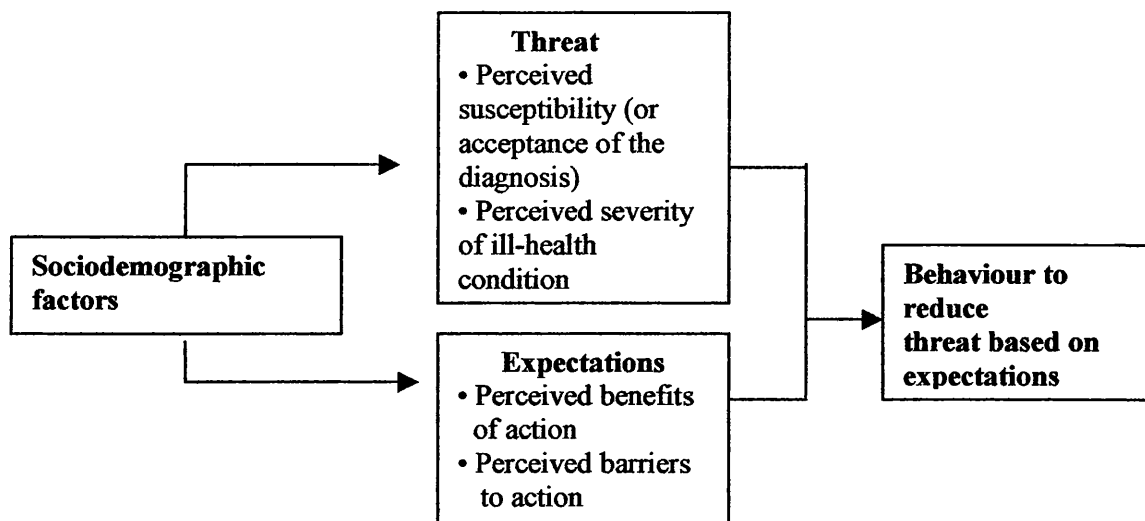 Sociodemographic
factors
Threat
• Perceived
susceptibility (or
acceptance of the
diagnosis)
• Perceived severity
of ill-health
condition
Expectations
• Perceived benefits
of action
• Perceived barriers
to action
Behaviour to
reduce
threat based on
expectations